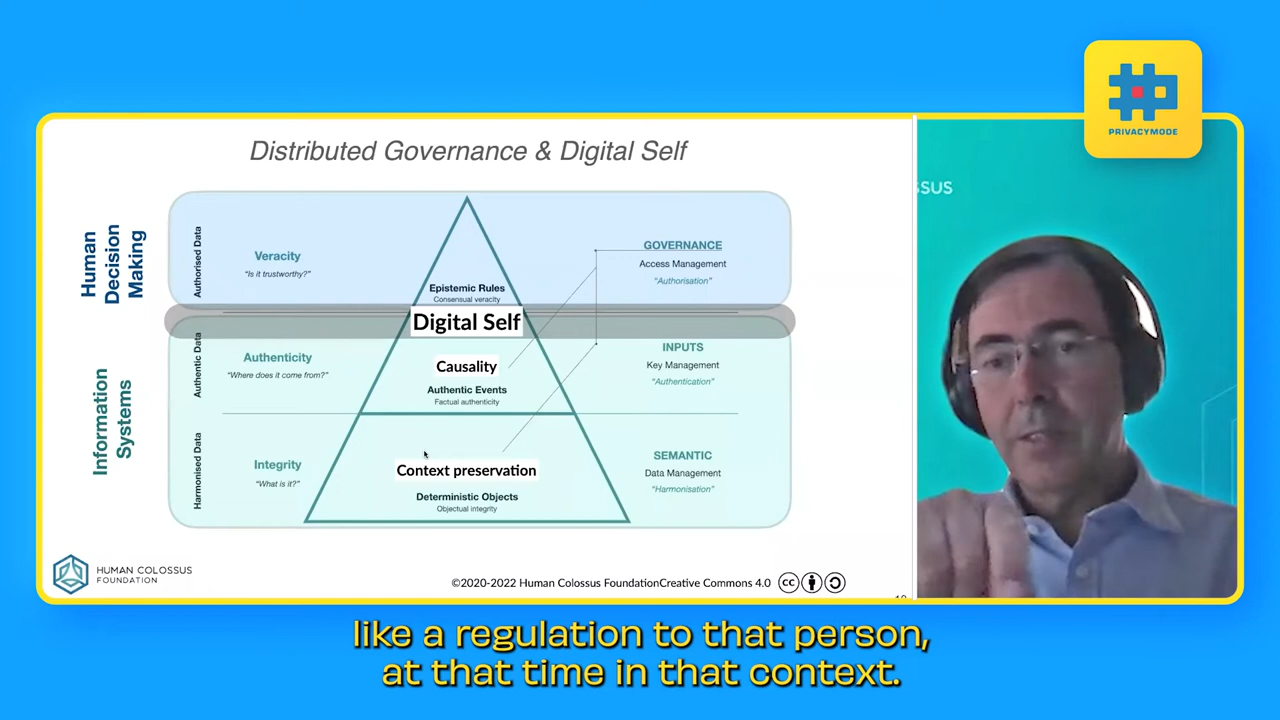 PRIVACYMODE
Distributed Governance & Digital Self
Human
Decision
Making
Authorised Data
Veracity
"Is it trustworthy?"
Epistemic Rules
Consensual veracity
GOVERNANCE
Access Management
"Authorisation"
Digital Self
Information
Systems
Authentic Data
Authenticity
"Where does it come from?"
Causality
Authentic Events
Factual authenticity
INPUTS
Key Management
"Authentication"
Harmonised Data
Integrity
"What is it?"
Context preservation
Deterministic Objects
Objectual integrity
SEMANTIC
Data Management
"Harmonisation"
HUMAN COLOSSUS
FOUNDATION
©2020-2022 Human Colossus FoundationCreative Commons 4.0
CC
SSUS
like a regulation to that person,
at that time in that context.